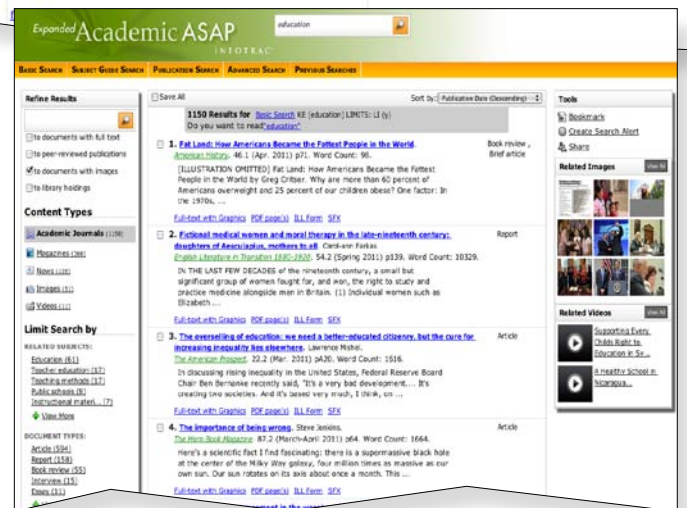 Expanded Academic ASAP
INFOTRAC
education
BASIC SEARCH SUBJECT GUIDE SEARCH PUBLICATION SEARCH ADVANCED SEARCH PREVIOUS SEARCHES
Refine Results
to documents with full text
to peer-reviewed publications
to documents with images
to library holdings
Content Types
Academic Journals (1150)
Magazines
News
Images
Videos
Limit Search by
RELATED SUBJECTS:
Education (61)
Teacher education (17)
Teaching methods (17)
Public schools
Instructional materi... (7)
View More
DOCUMENT TYPES:
Article (594)
Report (158)
Book review (55)
Interview (15)
Essay (11)
Save All
Sort by: Publication Date (Descending)
1150 Results for Basic Search KE (education) LIMITS: LI (y)
Do you want to read "education"
1. Fat Land: How Americans Became the Fattest People in the World.
Book review, Brief article
American History. 46.1 (Apr. 2011) p71. Word Count: 98.
[ILLUSTRATION OMITTED] Fat Land: How Americans Became the Fattest
People in the World by Greg Critser. Why are more than 60 percent of
Americans overweight and 25 percent of our children obese? One factor: In
the 1970s, ...
Full-text with Graphics PDF page(s) ILL Form SFX
2. Fictional medical women and moral therapy in the late-nineteenth century:
daughters of Aesculapius, mothers to all. Carol-ann Farkas.
Report
English Literature in Transition 1880-1920. 54.2 (Spring 2011) p139. Word Count: 10329.
IN THE LAST FEW DECADES of the nineteenth century, a small but
significant group of women fought for, and won, the right to study and
practice medicine alongside men in Britain. (1) Individual women such as
Elizabeth ...
Full-text with Graphics PDF page(s) ILL Form SFX
3. The overselling of education: we need a better-educated citizenry, but the cure for
increasing inequality lies elsewhere. Lawrence Mishel.
Article
The American Prospect. 22.2 (Mar. 2011) pA20. Word Count: 1616.
In discussing rising inequality in the United States, Federal Reserve Board
Chair Ben Bernanke recently said, "It's a very bad development.... It's
creating two societies. And it's based very much, I think, on ...
Full-text with Graphics PDF page(s) ILL Form SFX
4. The importance of being wrong. Steve Jenkins.
Article
The Horn Book Magazine. 87.2 (March-April 2011) p64. Word Count: 1664.
Here's a scientific fact I find fascinating: there is a supermassive black hole
at the center of the Milky Way galaxy, four million times as massive as our
own sun. Our sun rotates on its axis about once a month. This ...
Full-text with Graphics PDF page(s) ILL Form SFX
Tools
Bookmark
Create Search Alert
Share
Related Images View All
Related Videos View All
Supporting Every
Childs Right to
Education in Sy...
A Healthy School in
Nicaragua...